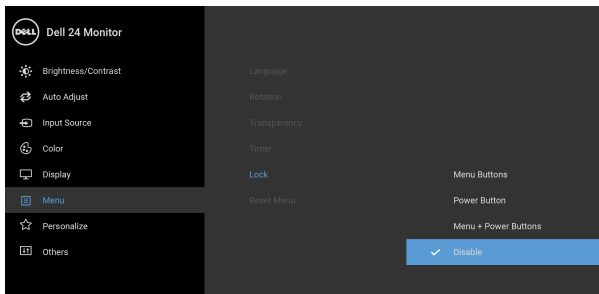 DELL Dell 24 Monitor
Brightness/Contrast Language
Auto Adjust Rotation
Input Source Transparency
Color Timer
Display Lock Menu Buttons
Menu Reset Menu Power Button
Personalize Menu + Power Buttons
Others Disable